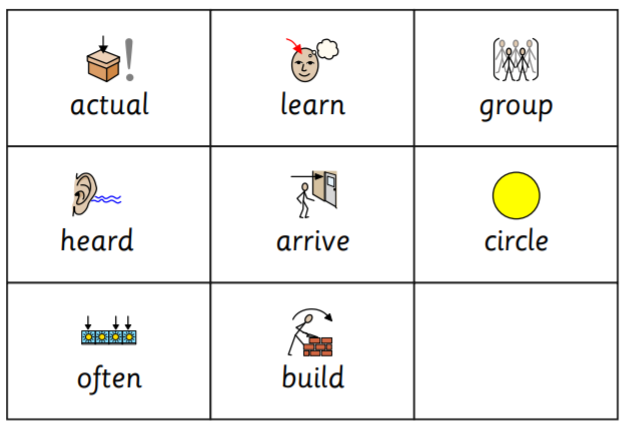 actual
learn
group
heard
arrive
circle
often
build